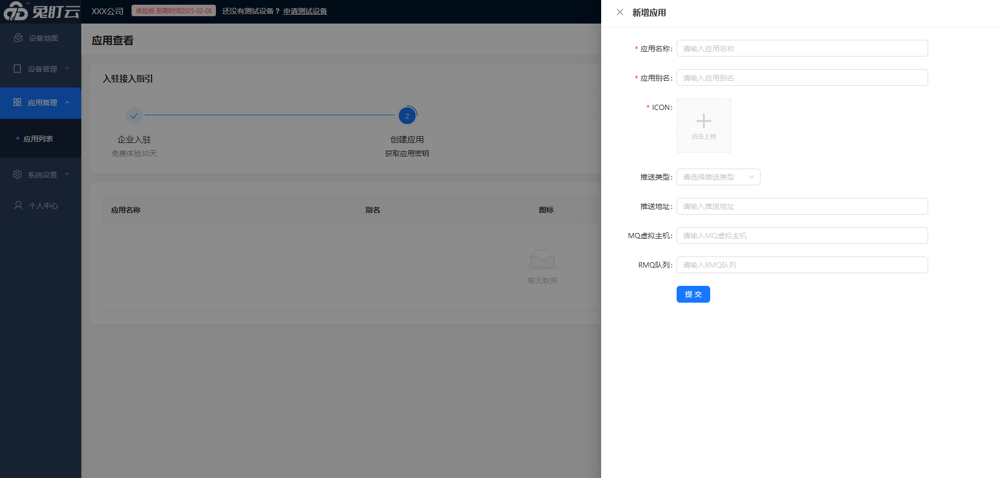 兔盯云
XXX公司 体验版 到期时间2025-02-08 还没有测试设备？ 申请测试设备
设备地图
设备管理
应用管理
应用列表
系统设置
个人中心
应用查看
入驻接入指引
企业入驻
免费体验30天
2
创建应用
获取应用密钥
应用名称 别名 图标
暂无数据
新增应用
* 应用名称: 请输入应用名称
* 应用别名: 请输入应用别名
* ICON:
点击上传
推送类型: 请选择推送类型
推送地址: 请输入推送地址
MQ虚拟主机: 请输入MQ虚拟主机
RMQ队列: 请输入RMQ队列
提 交